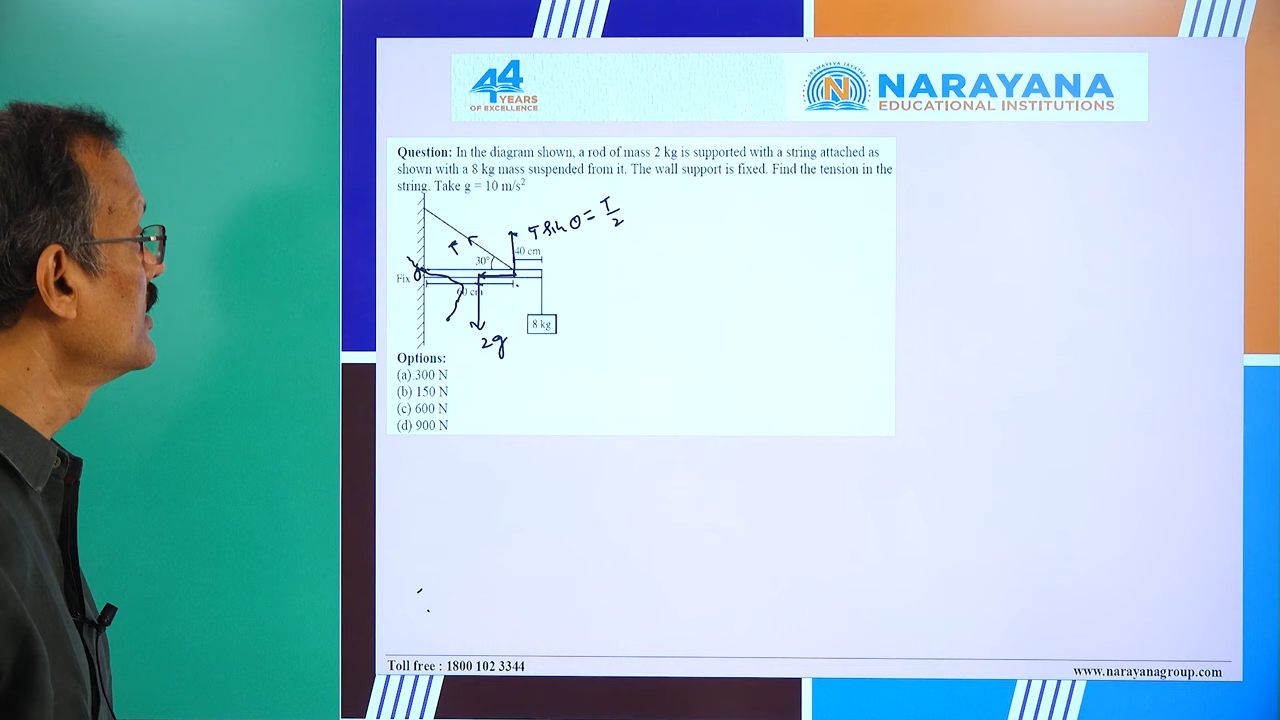 44
YEARS
OF EXCELLENCE
SAMAVEVA JAYATHE
N
NARAYANA
EDUCATIONAL INSTITUTIONS
Question: In the diagram shown, a rod of mass 2 kg is supported with a string attached as
shown with a 8 kg mass suspended from it. The wall support is fixed. Find the tension in the
string. Take g = 10 m/s²
T sin θ = T/2
T
40 cm
30°
Fix
60 cm
8 kg
2g
Options:
(a) 300 N
(b) 150 N
(c) 600 N
(d) 900 N
Toll free : 1800 102 3344
www.narayanagroup.com